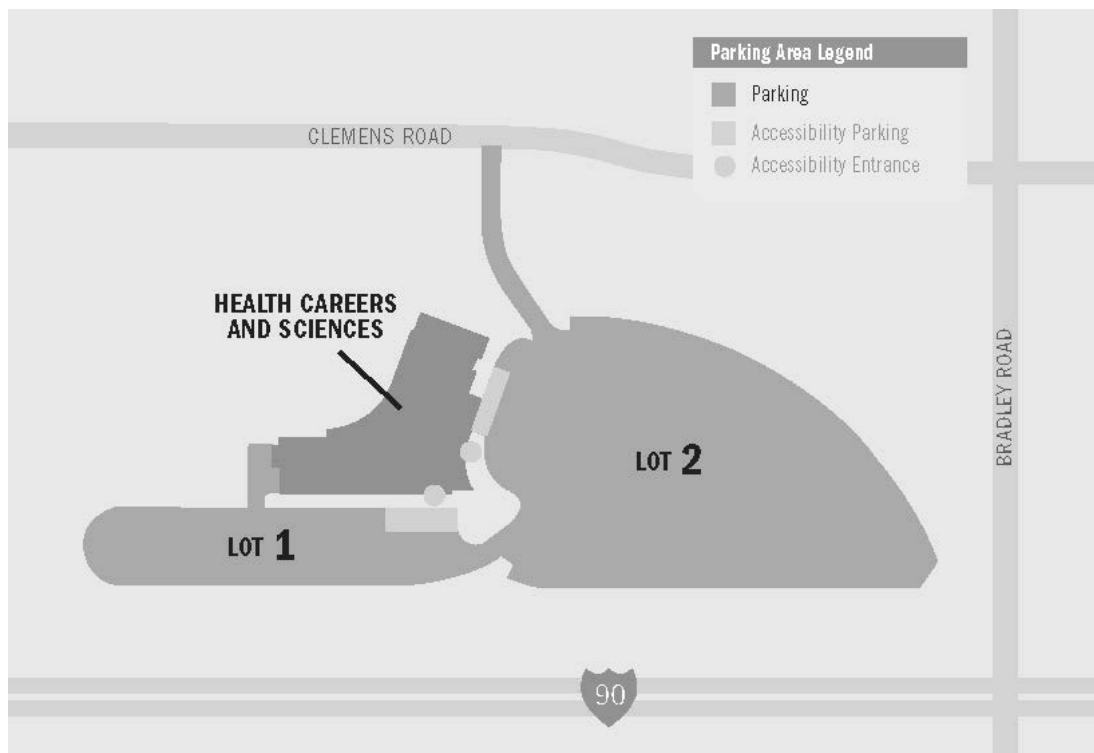 Parking Area Legend
Parking
Accessibility Parking
Accessibility Entrance
CLEMENS ROAD
HEALTH CAREERS
AND SCIENCES
BRADLEY ROAD
LOT 2
LOT 1
90